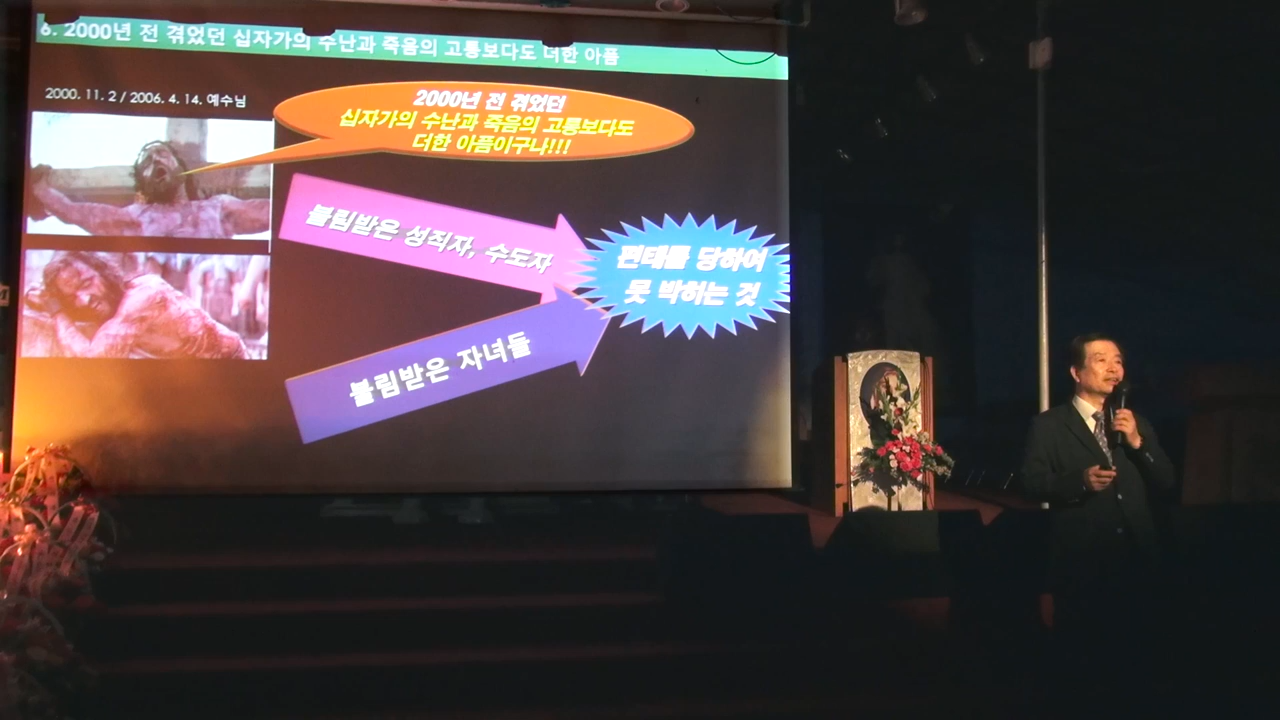 6. 2000년 전 겪었던 십자가의 수난과 죽음의 고통보다도 더한 아픔
2000. 11. 2 / 2006. 4. 14. 예수님
2000년 전 겪었던
십자가의 수난과 죽음의 고통보다도
더한 아픔이구나!!!
불림받은 성직자, 수도자
편태를 당하여
못 박히는 것
불림받은 자녀들